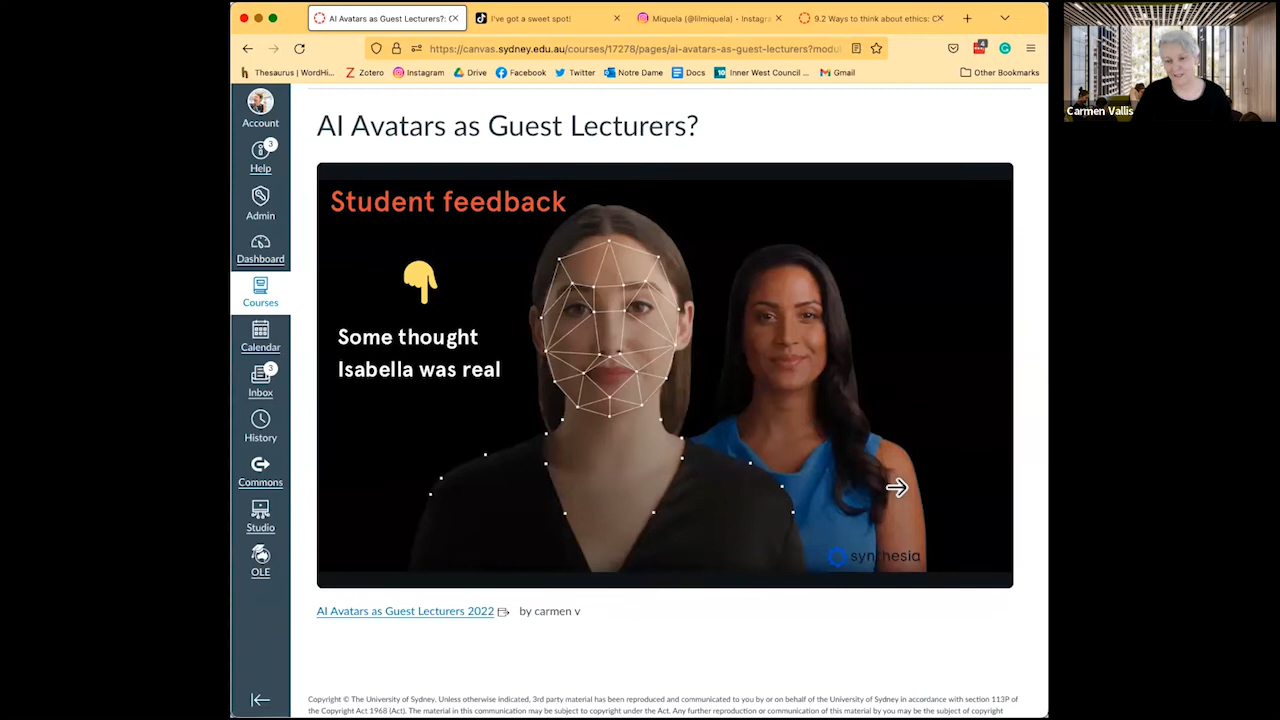 AI Avatars as Guest Lecturers?: C
I've got a sweet spot!
Miquela (@lilmiquela) • Instagra
9.2 Ways to think about ethics: C
https://canvas.sydney.edu.au/courses/17278/pages/ai-avatars-as-guest-lecturers?modu
4
Thesaurus | WordHi...
Zotero
Instagram
Drive
Facebook
Twitter
Notre Dame
Docs
Inner West Council ...
Gmail
Other Bookmarks
Account
3
Help
Admin
Dashboard
Courses
Calendar
3
Inbox
History
Commons
Studio
OLE
AI Avatars as Guest Lecturers?
Student feedback
Some thought
Isabella was real
synthesia
AI Avatars as Guest Lecturers 2022 by carmen v
Copyright © The University of Sydney. Unless otherwise indicated, 3rd party material has been reproduced and communicated to you by or on behalf of the University of Sydney in accordance with section 113P of
the Copyright Act 1968 (Act). The material in this communication may be subject to copyright under the Act. Any further reproduction or communication of this material by you may be the subject of copyright
Carmen Vallis